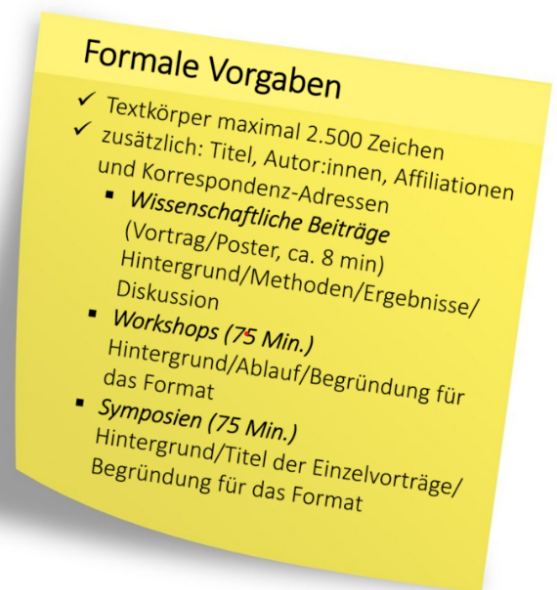 Formale Vorgaben
✓ Textkörper maximal 2.500 Zeichen
✓ zusätzlich: Titel, Autor:innen, Affiliationen
und Korrespondenz-Adressen
▪ Wissenschaftliche Beiträge
(Vortrag/Poster, ca. 8 min)
Hintergrund/Methoden/Ergebnisse/
Diskussion
▪ Workshops (75 Min.)
Hintergrund/Ablauf/Begründung für
das Format
▪ Symposien (75 Min.)
Hintergrund/Titel der Einzelvorträge/
Begründung für das Format